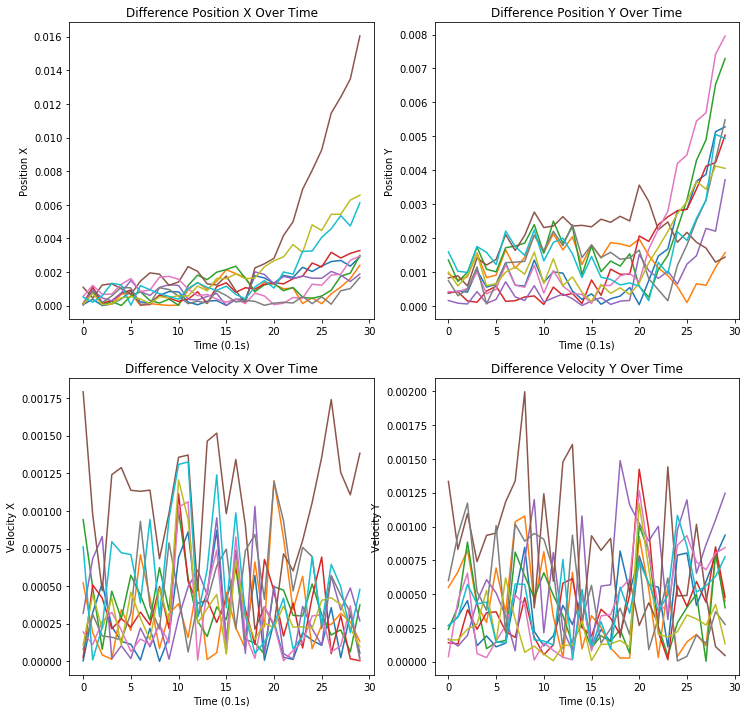 Difference Position X Over Time
Position X
0.016
0.014
0.012
0.010
0.008
0.006
0.004
0.002
0.000
0 5 10 15 20 25 30
Time (0.1s)
Difference Position Y Over Time
Position Y
0.008
0.007
0.006
0.005
0.004
0.003
0.002
0.001
0.000
0 5 10 15 20 25 30
Time (0.1s)
Difference Velocity X Over Time
Velocity X
0.00175
0.00150
0.00125
0.00100
0.00075
0.00050
0.00025
0.00000
0 5 10 15 20 25 30
Time (0.1s)
Difference Velocity Y Over Time
Velocity Y
0.00200
0.00175
0.00150
0.00125
0.00100
0.00075
0.00050
0.00025
0.00000
0 5 10 15 20 25 30
Time (0.1s)